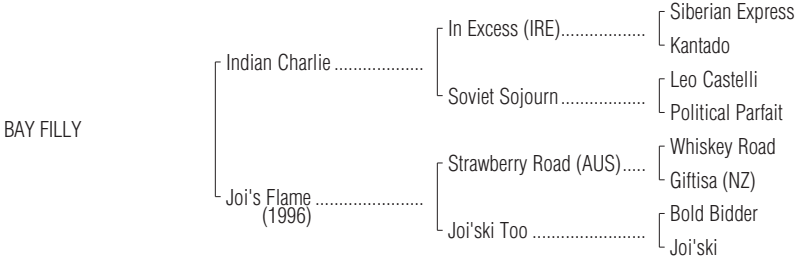 Siberian Express
In Excess (IRE)...................
Kantado
Indian Charlie ...................
Leo Castelli
Soviet Sojourn...................
Political Parfait
BAY FILLY
Whiskey Road
Strawberry Road (AUS).....
Giftisa (NZ)
Joi's Flame .......................
(1996)
Bold Bidder
Joi'ski Too ........................
Joi'ski